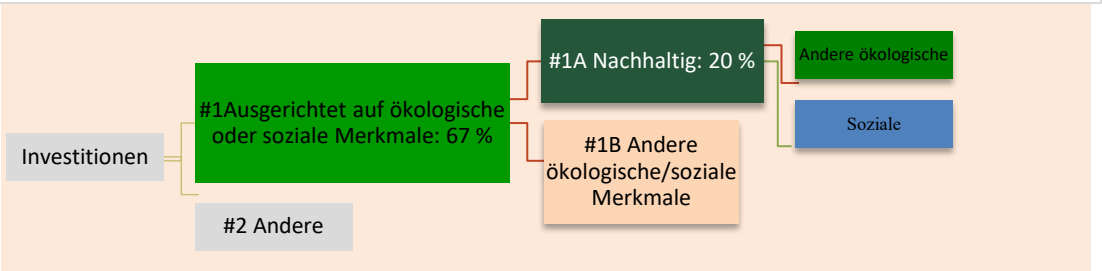 Investitionen
#1Ausgerichtet auf ökologische
oder soziale Merkmale: 67 %
#2 Andere
#1A Nachhaltig: 20 %
#1B Andere
ökologische/soziale
Merkmale
Andere ökologische
Soziale